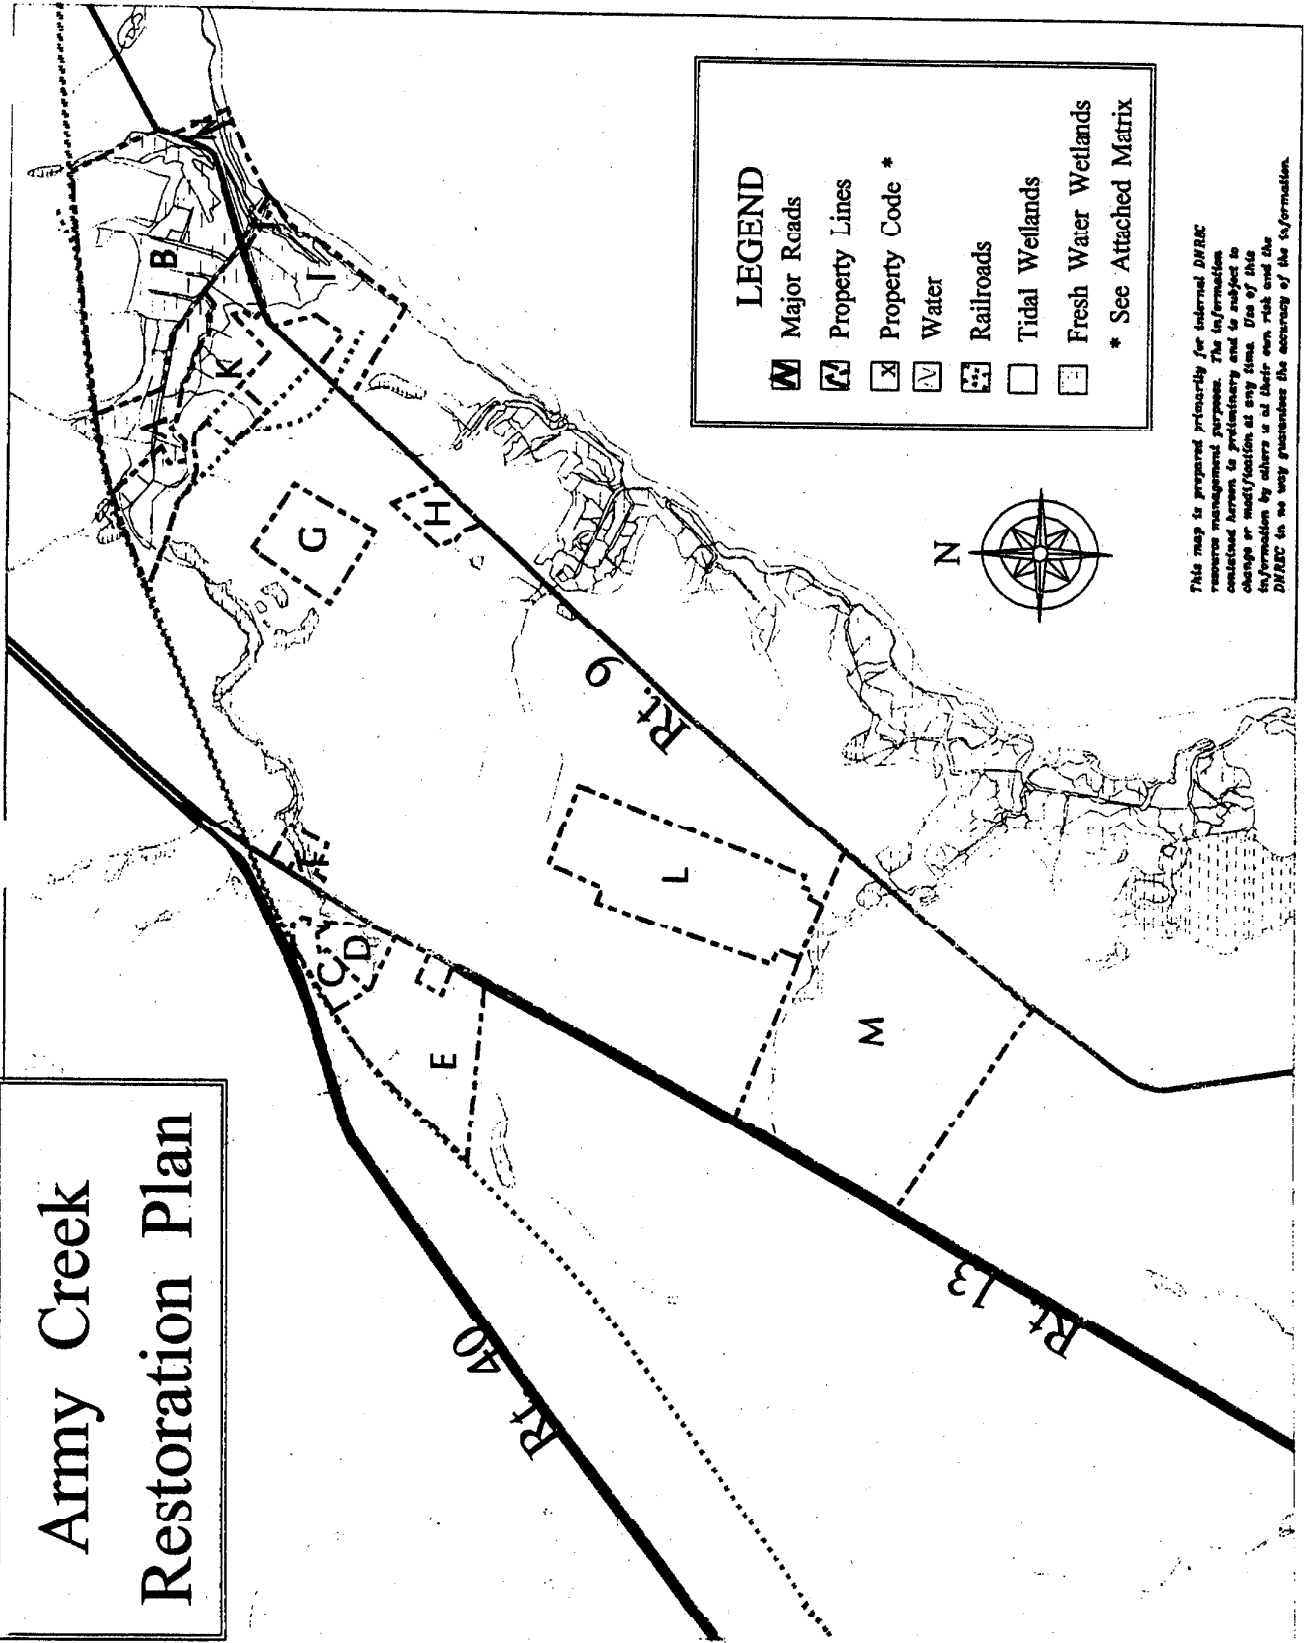 Army Creek
Restoration Plan
LEGEND
Major Roads
Property Lines
X Property Code *
Water
Railroads
Tidal Wetlands
Fresh Water Wetlands
* See Attached Matrix
N
This map is prepared primarily for internal DNREC
resource management purposes. The information
contained herein is preliminary and is subject to
change or modification at any time. Use of this
information by others is at their own risk and the
DNREC in no way guarantees the accuracy of the information.
Rt. 40
Rt. 13
Rt. 9
A
B
C
D
E
F
G
H
I
J
K
L
M
N